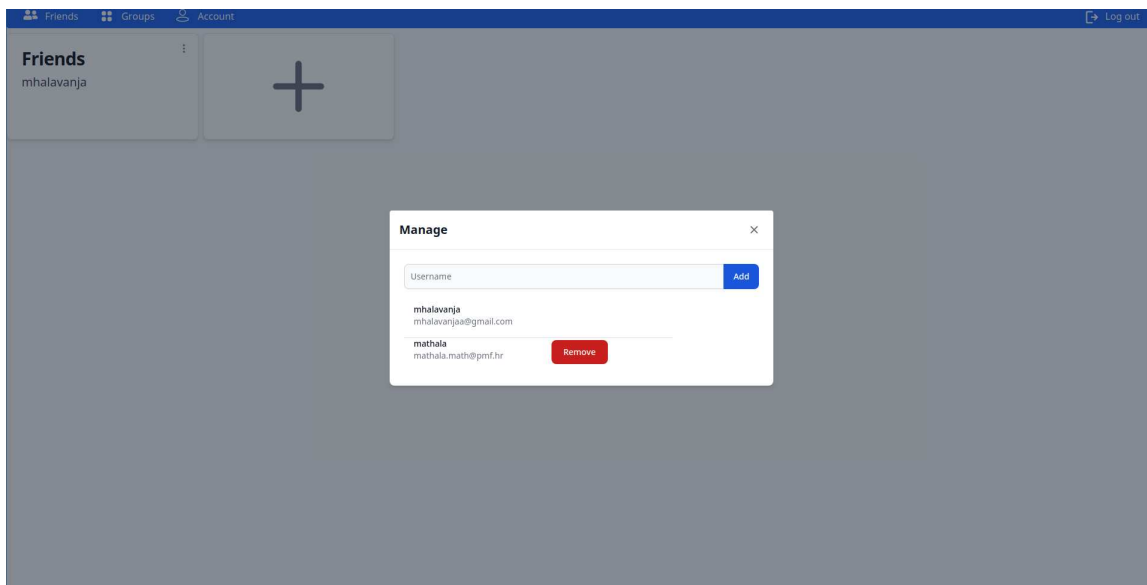 Friends Groups Account Log out
Friends
mhalavanja
Manage
Username Add
mhalavanja
mhalavanjaa@gmail.com
mathala
mathala.math@pmf.hr
Remove